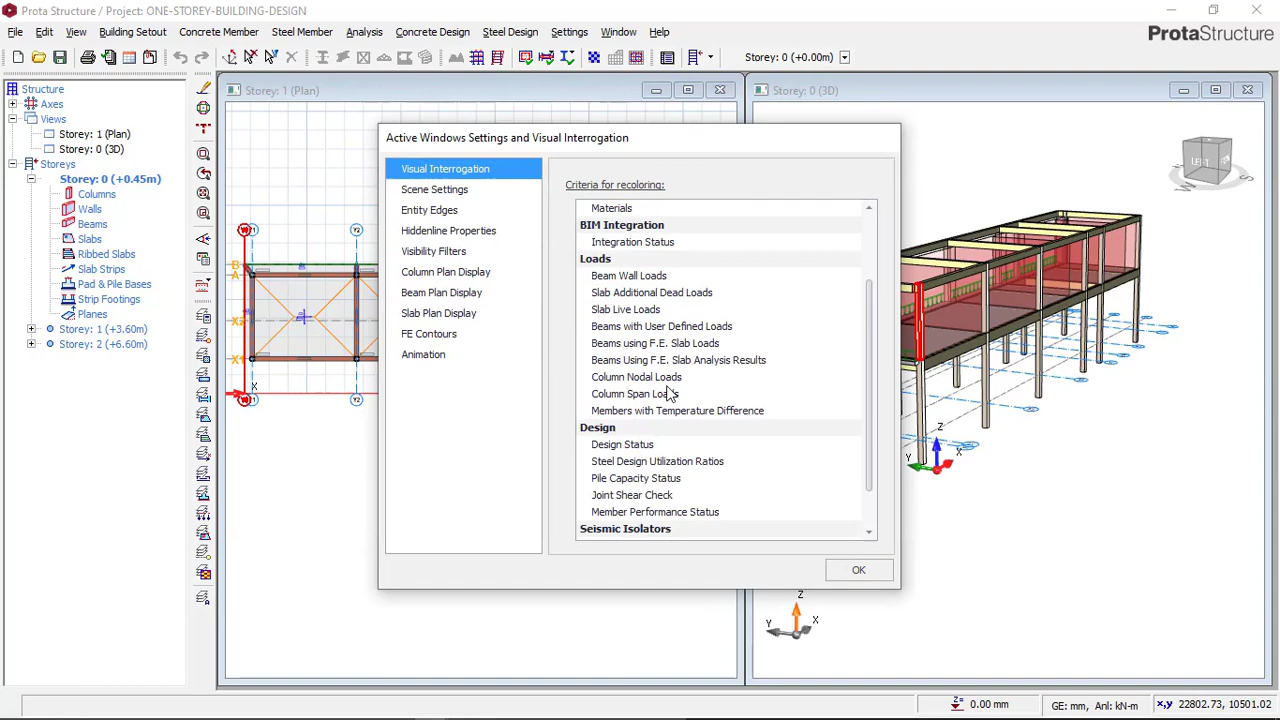 Prota Structure / Project: ONE-STOREY-BUILDING-DESIGN
File Edit View Building Setout Concrete Member Steel Member Analysis Concrete Design Steel Design Settings Window Help
ProtaStructure
Storey: 0 (+0.00m)
Structure
Axes
Views
Storey: 1 (Plan)
Storey: 0 (3D)
Storeys
Storey: 0 (+0.45m)
Columns
Walls
Beams
Slabs
Ribbed Slabs
Slab Strips
Pad & Pile Bases
Strip Footings
Planes
Storey: 1 (+3.60m)
Storey: 2 (+6.60m)
Storey: 1 (Plan)
Y2
B
A
X2
X1
X
Y2
Active Windows Settings and Visual Interrogation
Visual Interrogation
Scene Settings
Entity Edges
Hiddenline Properties
Visibility Filters
Column Plan Display
Beam Plan Display
Slab Plan Display
FE Contours
Animation
Criteria for recoloring:
Materials
BIM Integration
Integration Status
Loads
Beam Wall Loads
Slab Additional Dead Loads
Slab Live Loads
Beams with User Defined Loads
Beams using F.E. Slab Loads
Beams Using F.E. Slab Analysis Results
Column Nodal Loads
Column Span Loads
Members with Temperature Difference
Design
Design Status
Steel Design Utilization Ratios
Pile Capacity Status
Joint Shear Check
Member Performance Status
Seismic Isolators
OK
Storey: 0 (3D)
Z
Y
X
Z
Y
X
Z= 0.00 mm
GE: mm, Anl: kN-m
x,y 22802.73, 10501.02